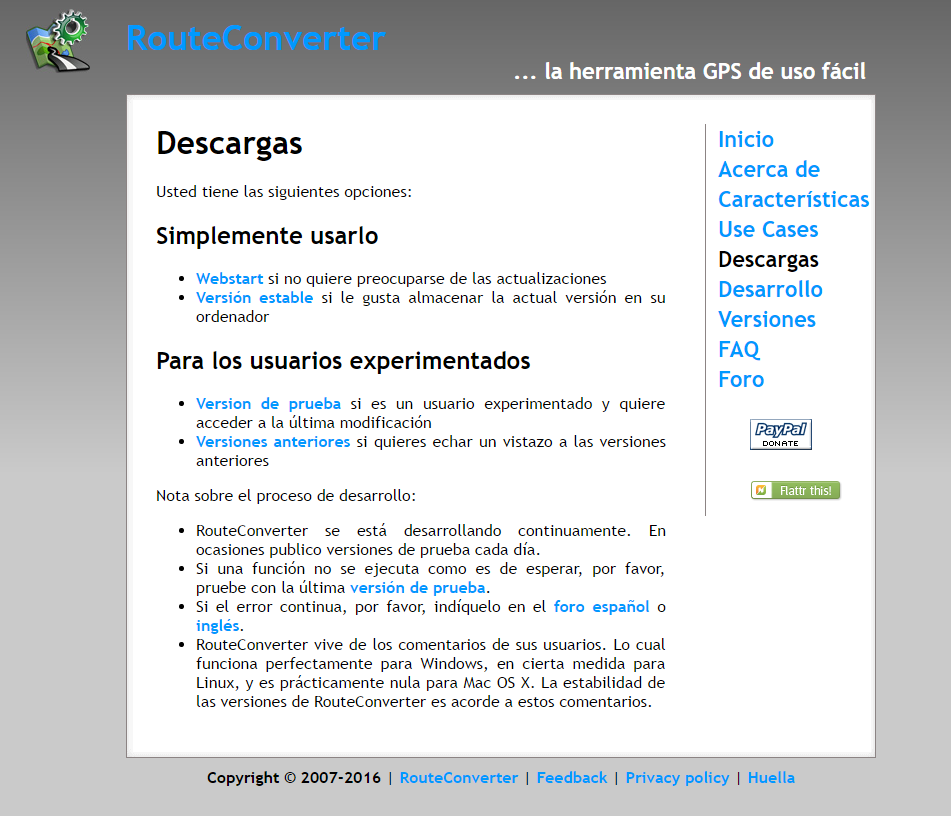 RouteConverter
... la herramienta GPS de uso fácil
Descargas
Usted tiene las siguientes opciones:
Simplemente usarlo
Webstart si no quiere preocuparse de las actualizaciones
Versión estable si le gusta almacenar la actual versión en su
ordenador
Para los usuarios experimentados
Version de prueba si es un usuario experimentado y quiere
acceder a la última modificación
Versiones anteriores si quieres echar un vistazo a las versiones
anteriores
Nota sobre el proceso de desarrollo:
RouteConverter se está desarrollando continuamente. En
ocasiones publico versiones de prueba cada día.
Si una función no se ejecuta como es de esperar, por favor,
pruebe con la última versión de prueba.
Si el error continua, por favor, indíquelo en el foro español o
inglés.
RouteConverter vive de los comentarios de sus usuarios. Lo cual
funciona perfectamente para Windows, en cierta medida para
Linux, y es prácticamente nula para Mac OS X. La estabilidad de
las versiones de RouteConverter es acorde a estos comentarios.
Inicio
Acerca de
Características
Use Cases
Descargas
Desarrollo
Versiones
FAQ
Foro
PayPal
DONATE
Flattr this!
Copyright © 2007-2016 | RouteConverter | Feedback | Privacy policy | Huella